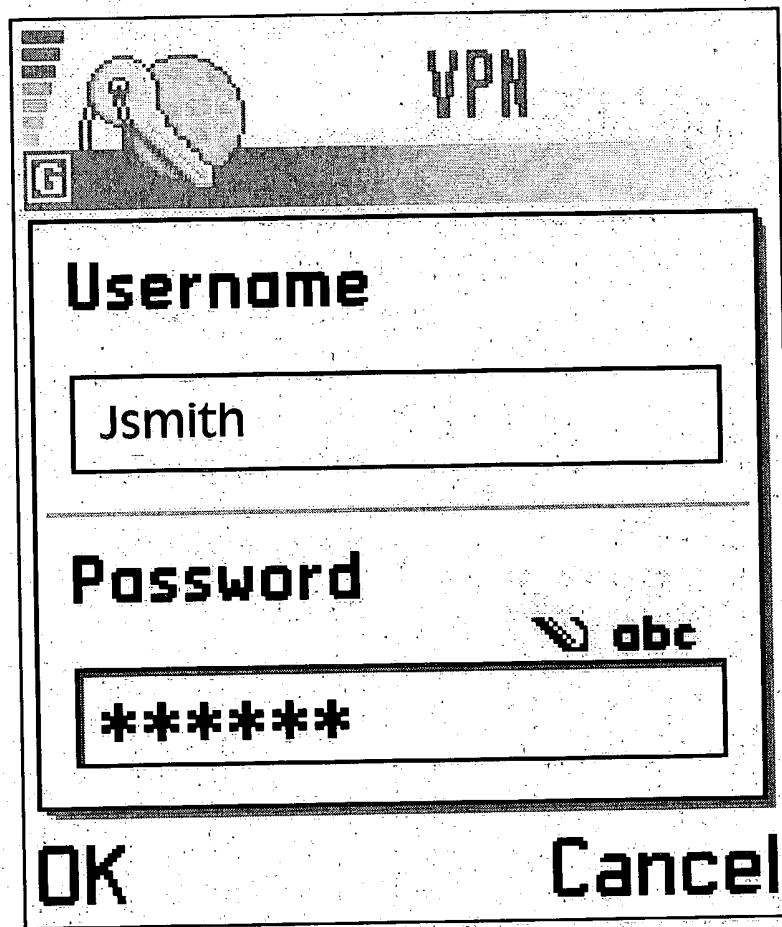 VPN
G
Username
Jsmith
Password
abc
******
OK
Cancel